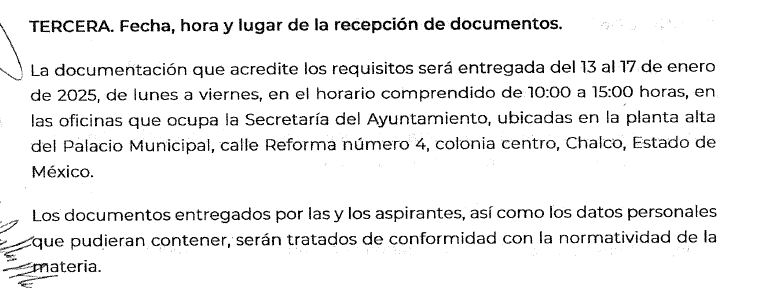 TERCERA. Fecha, hora y lugar de la recepción de documentos.
La documentación que acredite los requisitos será entregada del 13 al 17 de enero
de 2025, de lunes a viernes, en el horario comprendido de 10:00 a 15:00 horas, en
las oficinas que ocupa la Secretaría del Ayuntamiento, ubicadas en la planta alta
del Palacio Municipal, calle Reforma número 4, colonia centro, Chalco, Estado de
México.
Los documentos entregados por las y los aspirantes, así como los datos personales
que pudieran contener, serán tratados de conformidad con la normatividad de la
materia.